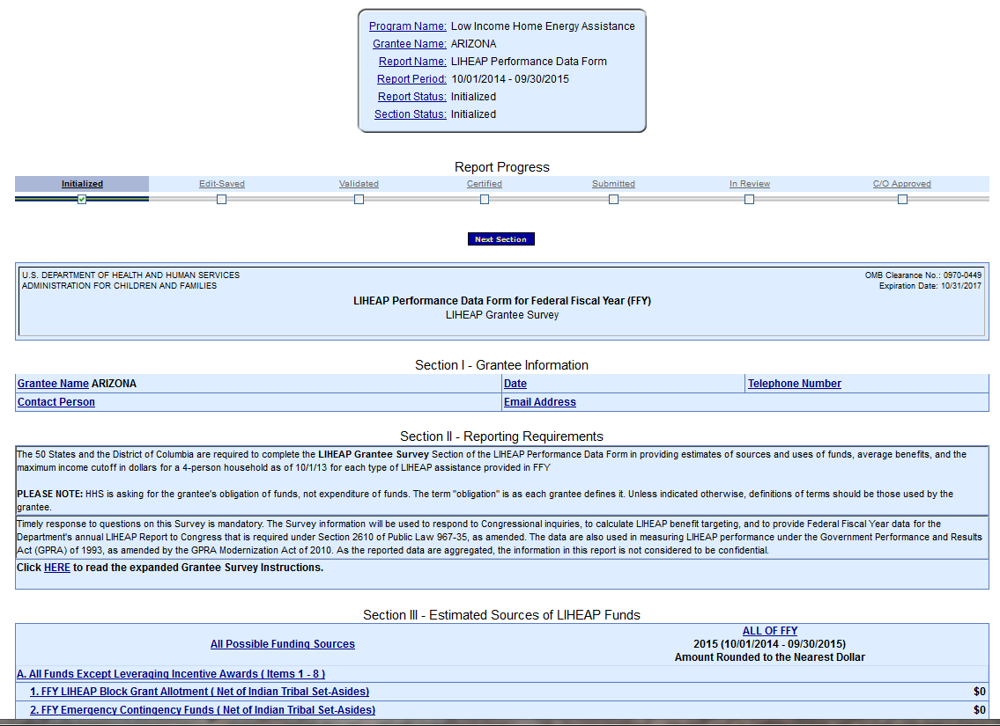 Program Name: Low Income Home Energy Assistance
Grantee Name: ARIZONA
Report Name: LIHEAP Performance Data Form
Report Period: 10/01/2014 - 09/30/2015
Report Status: Initialized
Section Status: Initialized
Report Progress
Initialized Edit-Saved Validated Certified Submitted In Review C/O Approved
Next Section
U.S. DEPARTMENT OF HEALTH AND HUMAN SERVICES OMB Clearance No.: 0970-0449
ADMINISTRATION FOR CHILDREN AND FAMILIES Expiration Date: 10/31/2017
LIHEAP Performance Data Form for Federal Fiscal Year (FFY)
LIHEAP Grantee Survey
Section I - Grantee Information
Grantee Name ARIZONA Date Telephone Number
Contact Person Email Address
Section II - Reporting Requirements
The 50 States and the District of Columbia are required to complete the LIHEAP Grantee Survey Section of the LIHEAP Performance Data Form in providing estimates of sources and uses of funds, average benefits, and the
maximum income cutoff in dollars for a 4-person household as of 10/1/13 for each type of LIHEAP assistance provided in FFY
PLEASE NOTE: HHS is asking for the grantee's obligation of funds, not expenditure of funds. The term "obligation" is as each grantee defines it. Unless indicated otherwise, definitions of terms should be those used by the
grantee.
Timely response to questions on this Survey is mandatory. The Survey information will be used to respond to Congressional inquiries, to calculate LIHEAP benefit targeting, and to provide Federal Fiscal Year data for the
Department's annual LIHEAP Report to Congress that is required under Section 2610 of Public Law 967-35, as amended. The data are also used in measuring LIHEAP performance under the Government Performance and Results
Act (GPRA) of 1993, as amended by the GPRA Modernization Act of 2010. As the reported data are aggregated, the information in this report is not considered to be confidential.
Click HERE to read the expanded Grantee Survey Instructions.
Section III - Estimated Sources of LIHEAP Funds
ALL OF FFY
All Possible Funding Sources 2015 (10/01/2014 - 09/30/2015)
Amount Rounded to the Nearest Dollar
A. All Funds Except Leveraging Incentive Awards ( Items 1 - 8 )
1. FFY LIHEAP Block Grant Allotment ( Net of Indian Tribal Set-Asides) $0
2. FFY Emergency Contingency Funds ( Net of Indian Tribal Set-Asides) $0